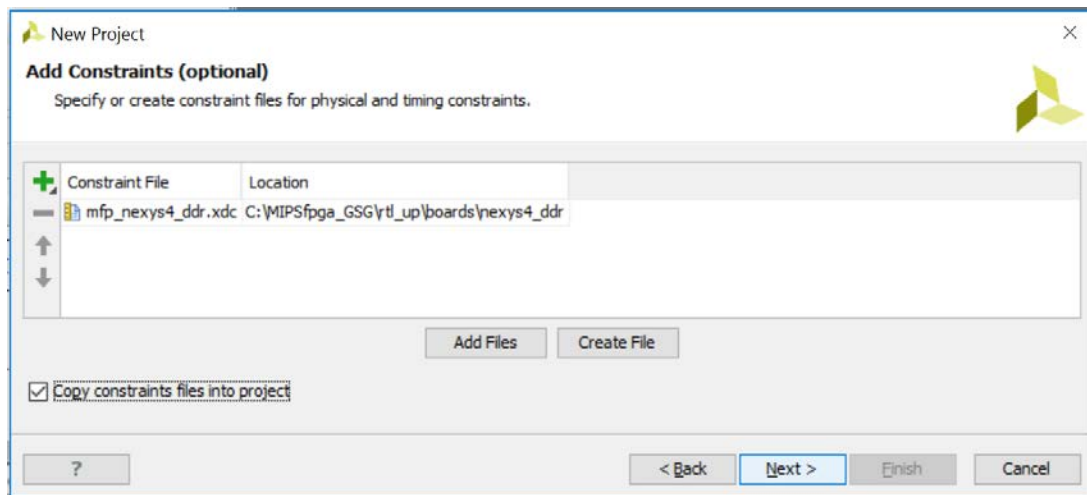 New Project
Add Constraints (optional)
Specify or create constraint files for physical and timing constraints.
Constraint File Location
mfp_nexys4_ddr.xdc C:\MIPSfpga_GSG\rtl_up\boards\nexys4_ddr
Add Files Create File
Copy constraints files into project
? < Back Next > Finish Cancel